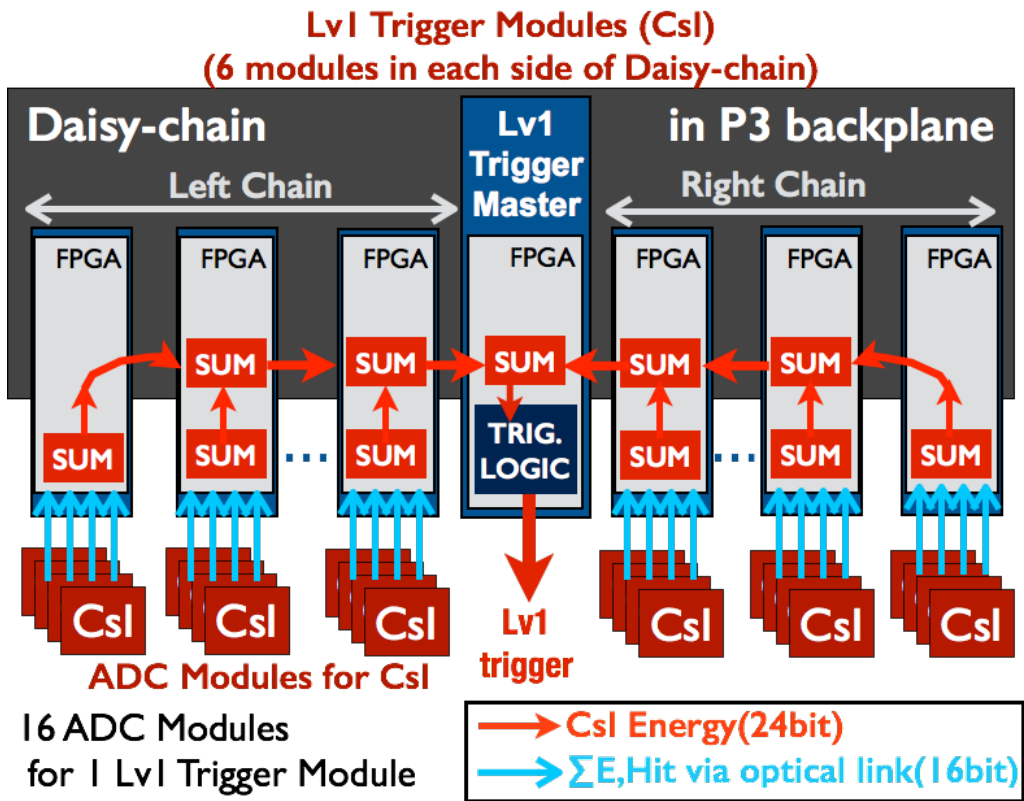 Lv1 Trigger Modules (CsI)
(6 modules in each side of Daisy-chain)
Daisy-chain
Lv1
Trigger
Master
in P3 backplane
Left Chain
Right Chain
FPGA
FPGA
FPGA
FPGA
FPGA
FPGA
FPGA
SUM
SUM
SUM
SUM
SUM
SUM
SUM
SUM
...
SUM
TRIG.
LOGIC
SUM
...
SUM
SUM
CsI
CsI
CsI
CsI
CsI
CsI
Lv1
trigger
ADC Modules for CsI
16 ADC Modules
for 1 Lv1 Trigger Module
CsI Energy(24bit)
∑E,Hit via optical link(16bit)